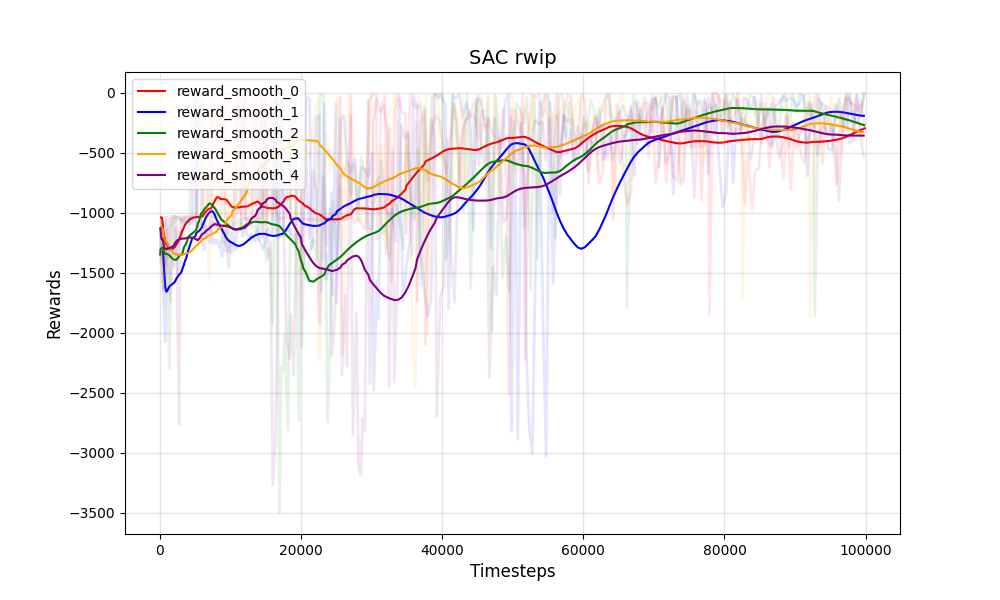 SAC rwip
reward_smooth_0
reward_smooth_1
reward_smooth_2
reward_smooth_3
reward_smooth_4
Rewards
0
−500
−1000
−1500
−2000
−2500
−3000
−3500
0 20000 40000 60000 80000 100000
Timesteps